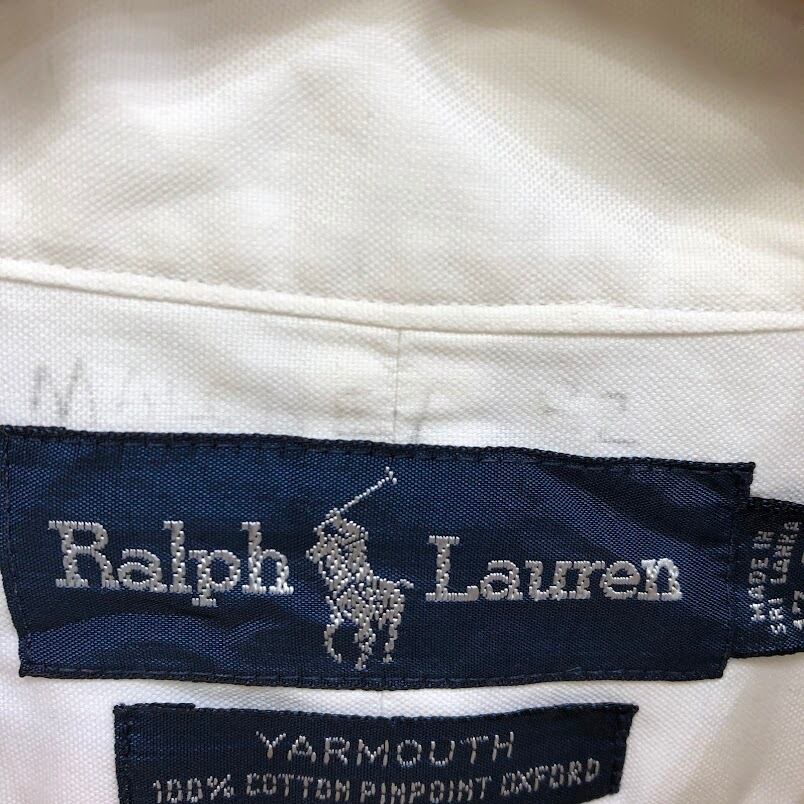 Ralph Lauren
MADE IN
SRI LANKA
YARMOUTH
100% COTTON PINPOINT OXFORD